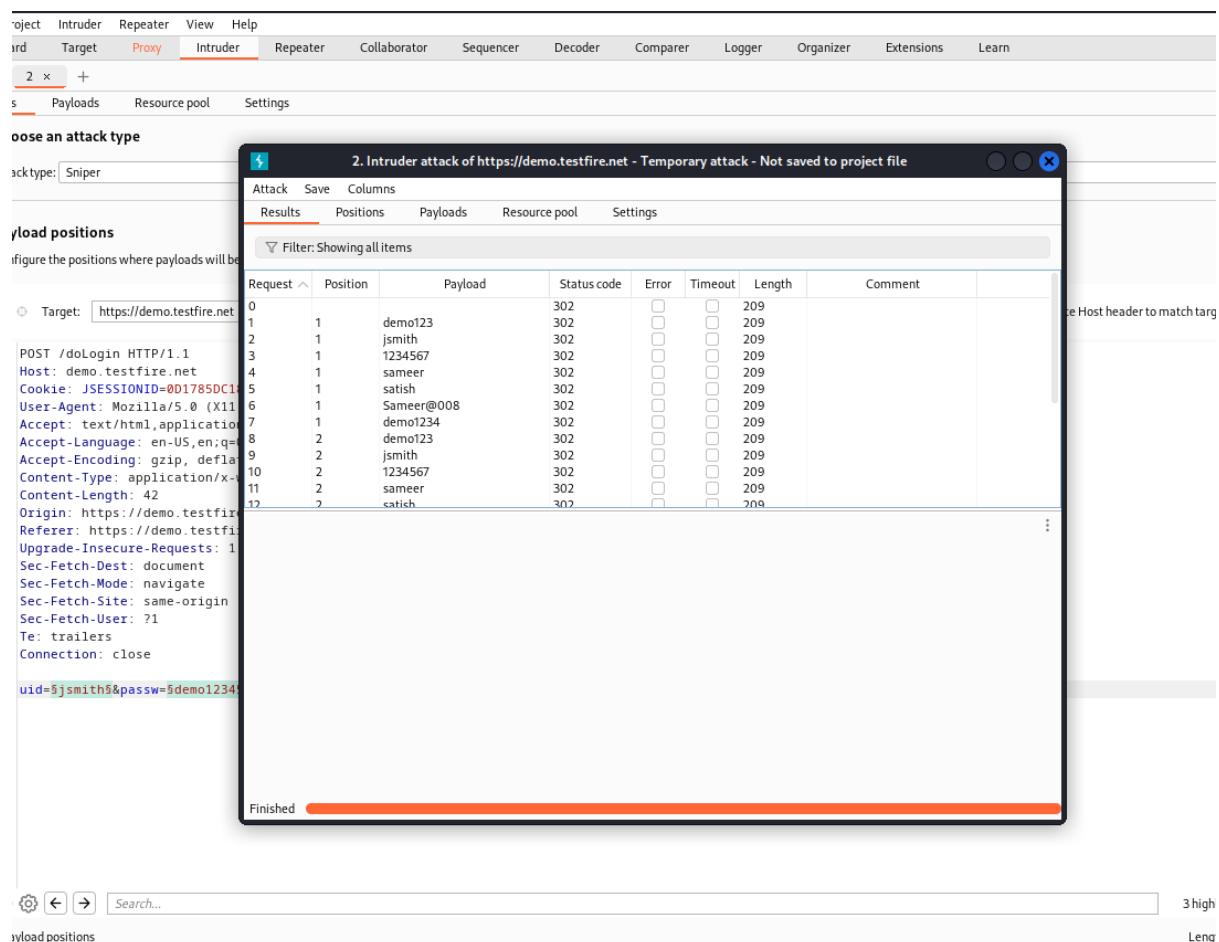 roject Intruder Repeater View Help
ard Target Proxy Intruder Repeater Collaborator Sequencer Decoder Comparer Logger Organizer Extensions Learn
2 × +
s Payloads Resource pool Settings
oose an attack type
ack type: Sniper
yload positions
nfigure the positions where payloads will be
Target: https://demo.testfire.net
te Host header to match targ
POST /doLogin HTTP/1.1
Host: demo.testfire.net
Cookie: JSESSIONID=0D1785DC18
User-Agent: Mozilla/5.0 (X11
Accept: text/html,application
Accept-Language: en-US,en;q=
Accept-Encoding: gzip, defla
Content-Type: application/x-w
Content-Length: 42
Origin: https://demo.testfire
Referer: https://demo.testfi
Upgrade-Insecure-Requests: 1
Sec-Fetch-Dest: document
Sec-Fetch-Mode: navigate
Sec-Fetch-Site: same-origin
Sec-Fetch-User: ?1
Te: trailers
Connection: close
uid=§jsmith§&passw=§demo1234
2. Intruder attack of https://demo.testfire.net - Temporary attack - Not saved to project file
Attack Save Columns
Results Positions Payloads Resource pool Settings
Filter: Showing all items
Request Position Payload Status code Error Timeout Length Comment
0 302 209
1 1 demo123 302 209
2 1 jsmith 302 209
3 1 1234567 302 209
4 1 sameer 302 209
5 1 satish 302 209
6 1 Sameer@008 302 209
7 1 demo1234 302 209
8 2 demo123 302 209
9 2 jsmith 302 209
10 2 1234567 302 209
11 2 sameer 302 209
12 2 satish 302 209
Finished
Search...
3 high
ayload positions
Leng